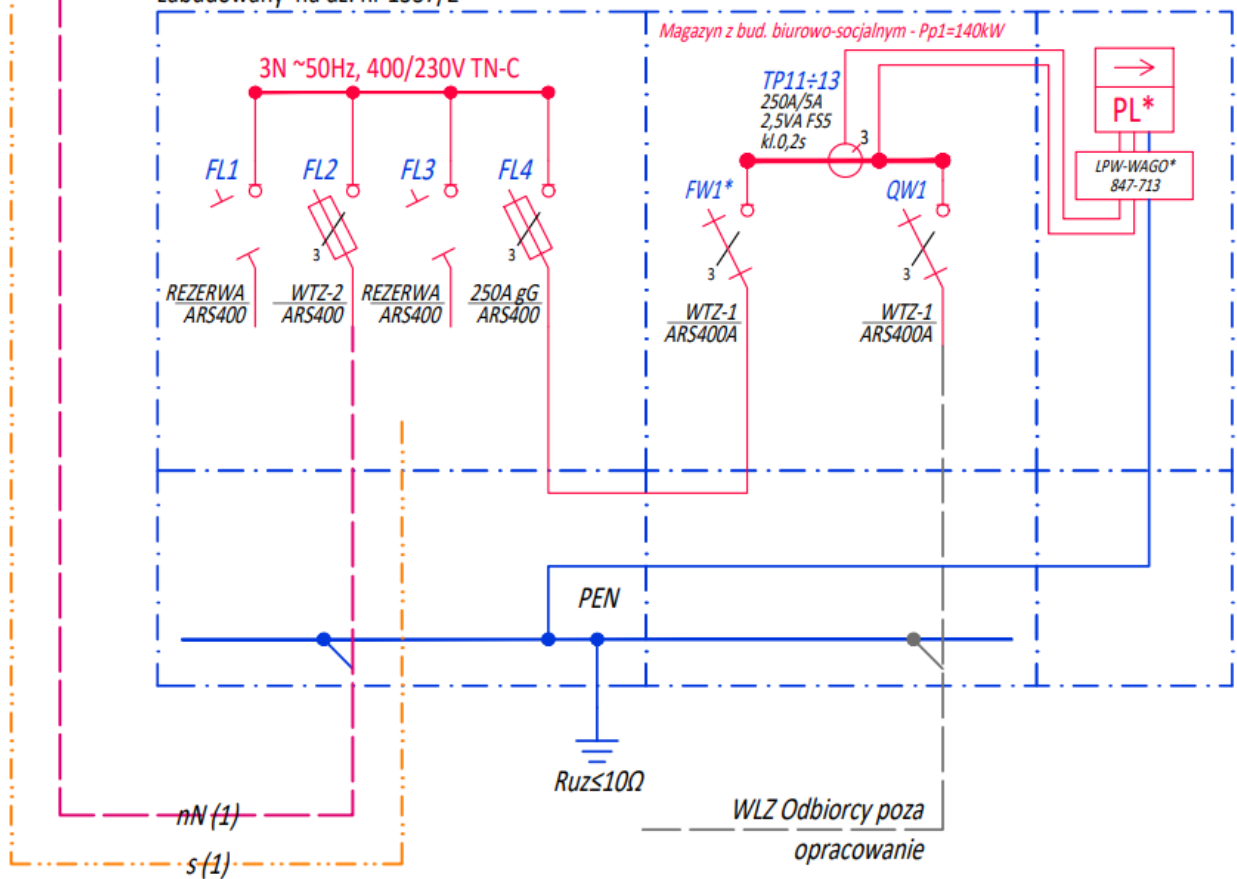 Magazyn z bud. biurowo-socjalnym - Pp1=140kW
3N ~50Hz, 400/230V TN-C
TP11÷13
250A/5A
2,5VA FS5
kl.0,2s
3
PL*
LPW-WAGO*
847-713
FL1
FL2
FL3
FL4
FW1*
QW1
3
3
3
3
REZERWA
ARS400
WTZ-2
ARS400
REZERWA
ARS400
250A gG
ARS400
WTZ-1
ARS400A
WTZ-1
ARS400A
PEN
Ruz≤10Ω
nN (1)
s (1)
WLZ Odbiorcy poza
opracowanie